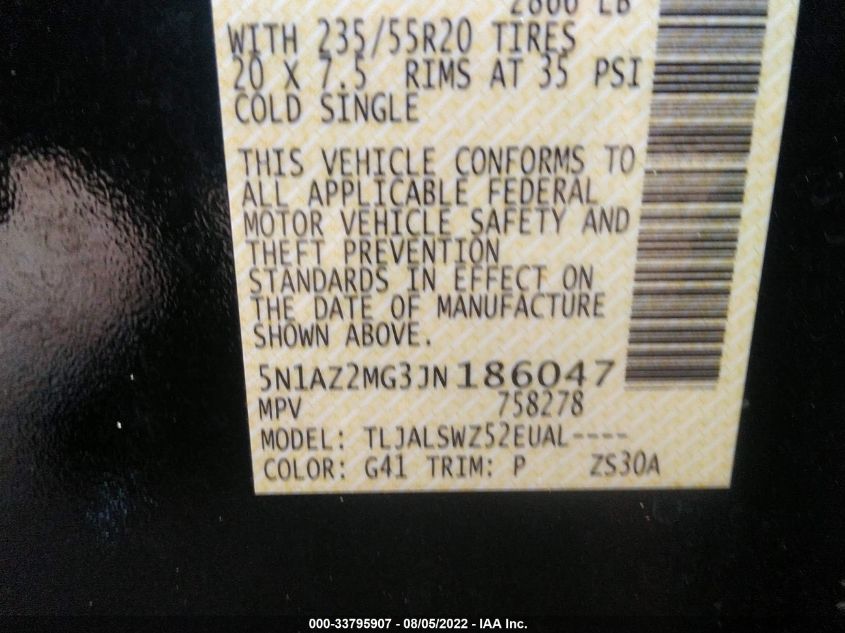 2866 LB
WITH 235/55R20 TIRES
20 X 7.5 RIMS AT 35 PSI
COLD SINGLE
THIS VEHICLE CONFORMS TO
ALL APPLICABLE FEDERAL
MOTOR VEHICLE SAFETY AND
THEFT PREVENTION
STANDARDS IN EFFECT ON
THE DATE OF MANUFACTURE
SHOWN ABOVE.
5N1AZ2MG3JN186047
MPV 758278
MODEL: TLJALSWZ52EUAL----
COLOR: G41 TRIM: P ZS30A
000-33795907 - 08/05/2022 - IAA Inc.